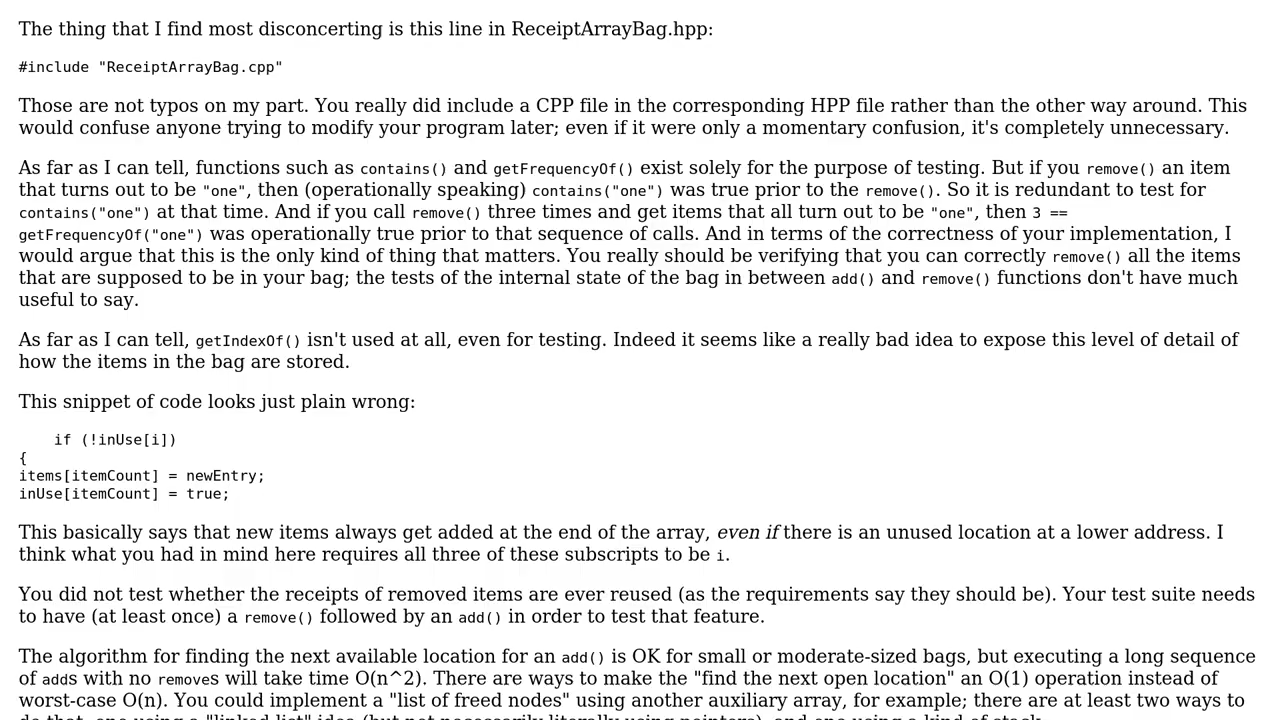 The thing that I find most disconcerting is this line in ReceiptArrayBag.hpp:
#include "ReceiptArrayBag.cpp"
Those are not typos on my part. You really did include a CPP file in the corresponding HPP file rather than the other way around. This
would confuse anyone trying to modify your program later; even if it were only a momentary confusion, it's completely unnecessary.
As far as I can tell, functions such as contains() and getFrequencyOf() exist solely for the purpose of testing. But if you remove() an item
that turns out to be "one", then (operationally speaking) contains("one") was true prior to the remove(). So it is redundant to test for
contains("one") at that time. And if you call remove() three times and get items that all turn out to be "one", then 3 ==
getFrequencyOf("one") was operationally true prior to that sequence of calls. And in terms of the correctness of your implementation, I
would argue that this is the only kind of thing that matters. You really should be verifying that you can correctly remove() all the items
that are supposed to be in your bag; the tests of the internal state of the bag in between add() and remove() functions don't have much
useful to say.
As far as I can tell, getIndexOf() isn't used at all, even for testing. Indeed it seems like a really bad idea to expose this level of detail of
how the items in the bag are stored.
This snippet of code looks just plain wrong:
if (!inUse[i])
{
items[itemCount] = newEntry;
inUse[itemCount] = true;
This basically says that new items always get added at the end of the array, even if there is an unused location at a lower address. I
think what you had in mind here requires all three of these subscripts to be i.
You did not test whether the receipts of removed items are ever reused (as the requirements say they should be). Your test suite needs
to have (at least once) a remove() followed by an add() in order to test that feature.
The algorithm for finding the next available location for an add() is OK for small or moderate-sized bags, but executing a long sequence
of adds with no removes will take time O(n^2). There are ways to make the "find the next open location" an O(1) operation instead of
worst-case O(n). You could implement a "list of freed nodes" using another auxiliary array, for example; there are at least two ways to
do that, one using a "linked list" idea (but not necessarily literally using pointers), and one using a kind of stack.